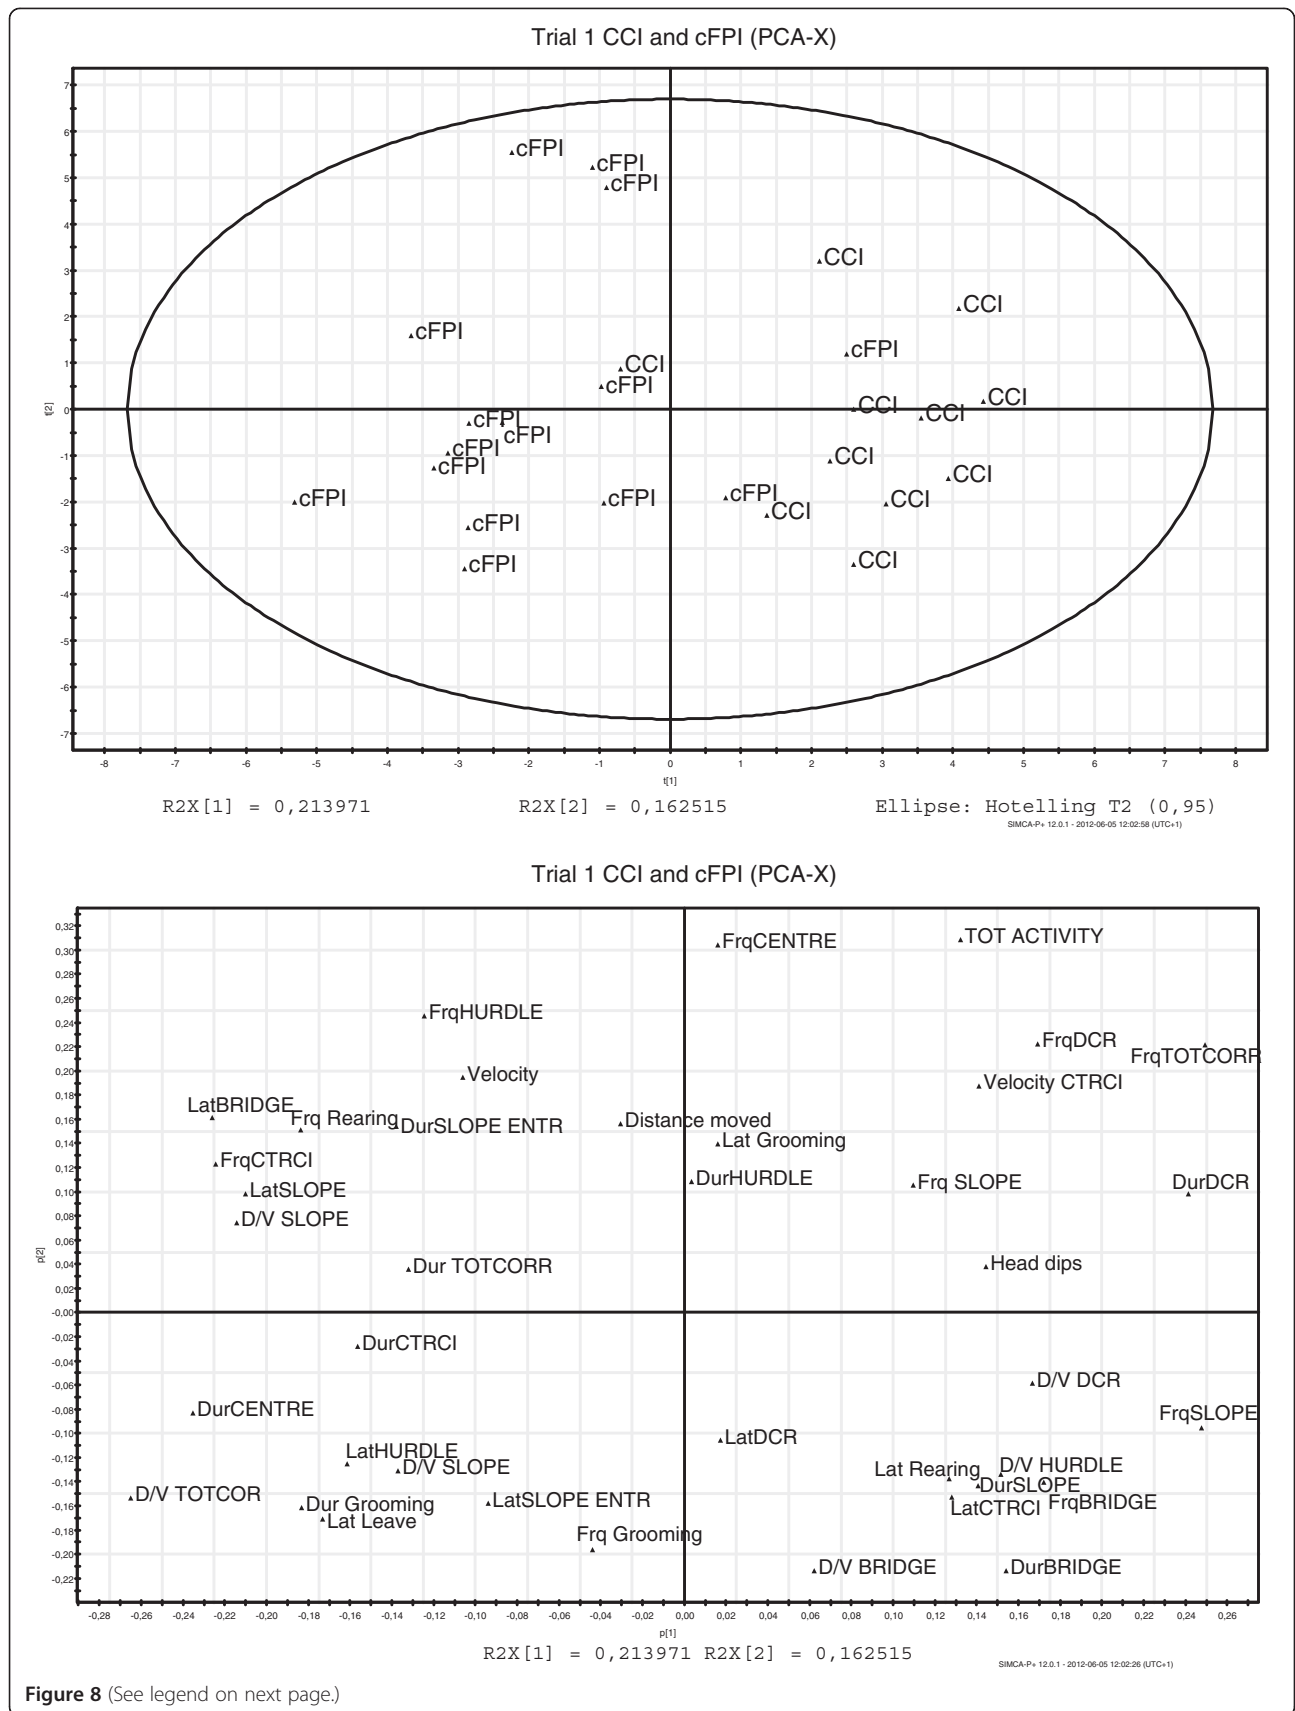 Trial 1 CCI and cFPI (PCA-X)
7
6
5
4
3
2
1
0
-1
-2
-3
-4
-5
-6
-7
t[2]
cFPI
cFPI
cFPI
CCI
CCI
cFPI
cFPI
CCI
cFPI
CCI
CCI
CCI
cFPI
cFPI
cFPI
cFPI
CCI
CCI
cFPI
cFPI
cFPI
CCI
CCI
cFPI
cFPI
CCI
-8 -7 -6 -5 -4 -3 -2 -1 0 1 2 3 4 5 6 7 8
t[1]
R2X[1] = 0,213971 R2X[2] = 0,162515 Ellipse: Hotelling T2 (0,95)
SIMCA-P+ 12.0.1 - 2012-06-05 12:02:58 (UTC+1)
Trial 1 CCI and cFPI (PCA-X)
0,32
0,30
0,28
0,26
0,24
0,22
0,20
0,18
0,16
0,14
0,12
0,10
0,08
0,06
0,04
0,02
-0,00
-0,02
-0,04
-0,06
-0,08
-0,10
-0,12
-0,14
-0,16
-0,18
-0,20
-0,22
p[2]
FrqCENTRE
TOT ACTIVITY
FrqHURDLE
FrqDCR
FrqTOTCORR
Velocity
Velocity CTRCI
LatBRIDGE
Frq Rearing
DurSLOPE ENTR
Distance moved
Lat Grooming
FrqCTRCI
LatSLOPE
DurHURDLE
Frq SLOPE
DurDCR
D/V SLOPE
Dur TOTCORR
Head dips
DurCTRCI
D/V DCR
DurCENTRE
FrqSLOPE
LatDCR
LatHURDLE
D/V SLOPE
Lat Rearing
D/V HURDLE
DurSLOPE
D/V TOTCOR
Dur Grooming
LatSLOPE ENTR
LatCTRCI
FrqBRIDGE
Lat Leave
Frq Grooming
D/V BRIDGE
DurBRIDGE
-0,28 -0,26 -0,24 -0,22 -0,20 -0,18 -0,16 -0,14 -0,12 -0,10 -0,08 -0,06 -0,04 -0,02 0,00 0,02 0,04 0,06 0,08 0,10 0,12 0,14 0,16 0,18 0,20 0,22 0,24 0,26
p[1]
R2X[1] = 0,213971 R2X[2] = 0,162515
SIMCA-P+ 12.0.1 - 2012-06-05 12:02:26 (UTC+1)
Figure 8 (See legend on next page.)